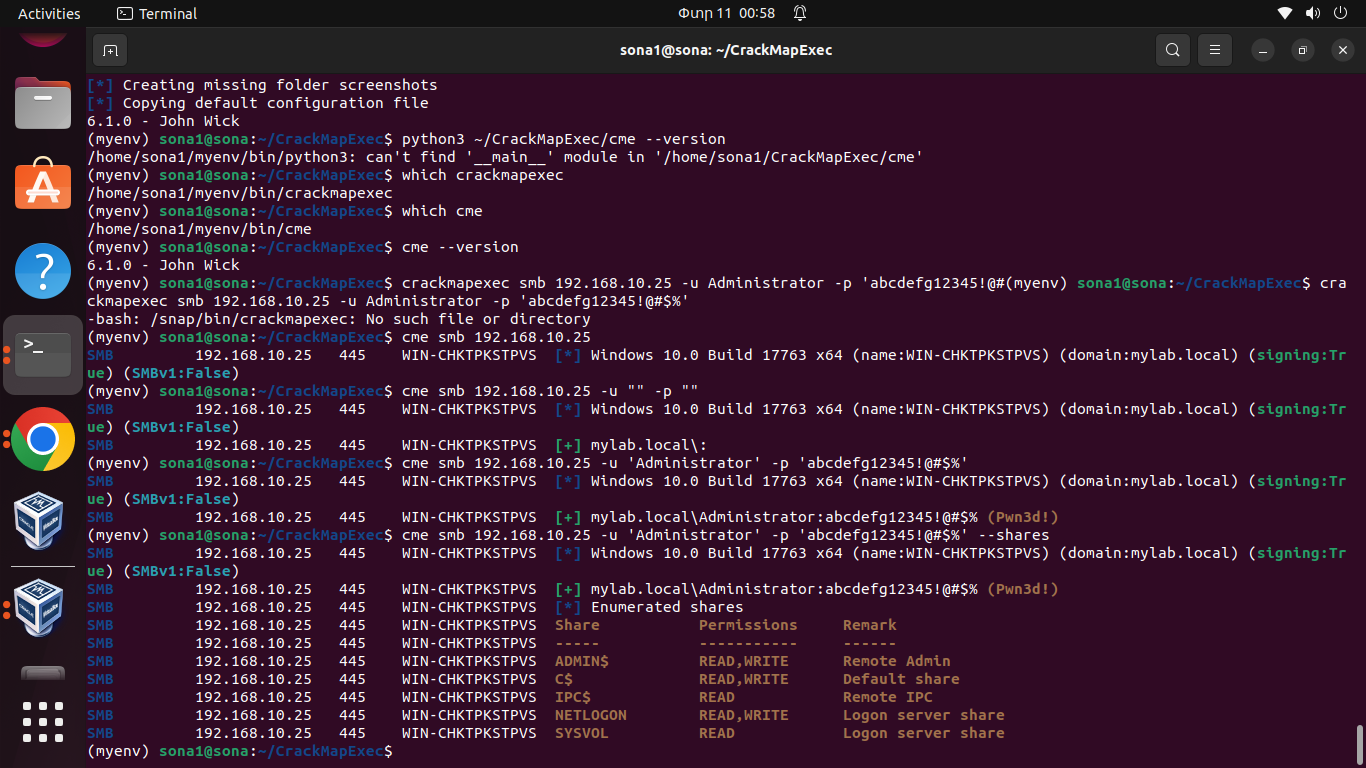 Activities
Terminal
Փտր 11 00:58
sona1@sona: ~/CrackMapExec
[*] Creating missing folder screenshots
[*] Copying default configuration file
6.1.0 - John Wick
(myenv) sona1@sona:~/CrackMapExec$ python3 ~/CrackMapExec/cme --version
/home/sona1/myenv/bin/python3: can't find '__main__' module in '/home/sona1/CrackMapExec/cme'
(myenv) sona1@sona:~/CrackMapExec$ which crackmapexec
/home/sona1/myenv/bin/crackmapexec
(myenv) sona1@sona:~/CrackMapExec$ which cme
/home/sona1/myenv/bin/cme
(myenv) sona1@sona:~/CrackMapExec$ cme --version
6.1.0 - John Wick
(myenv) sona1@sona:~/CrackMapExec$ crackmapexec smb 192.168.10.25 -u Administrator -p 'abcdefg12345!@#(myenv) sona1@sona:~/CrackMapExec$ cra
ckmapexec smb 192.168.10.25 -u Administrator -p 'abcdefg12345!@#$%'
-bash: /snap/bin/crackmapexec: No such file or directory
(myenv) sona1@sona:~/CrackMapExec$ cme smb 192.168.10.25
SMB 192.168.10.25 445 WIN-CHKTPKSTPVS [*] Windows 10.0 Build 17763 x64 (name:WIN-CHKTPKSTPVS) (domain:mylab.local) (signing:Tr
ue) (SMBv1:False)
(myenv) sona1@sona:~/CrackMapExec$ cme smb 192.168.10.25 -u "" -p ""
SMB 192.168.10.25 445 WIN-CHKTPKSTPVS [*] Windows 10.0 Build 17763 x64 (name:WIN-CHKTPKSTPVS) (domain:mylab.local) (signing:Tr
ue) (SMBv1:False)
SMB 192.168.10.25 445 WIN-CHKTPKSTPVS [+] mylab.local\:
(myenv) sona1@sona:~/CrackMapExec$ cme smb 192.168.10.25 -u 'Administrator' -p 'abcdefg12345!@#$%'
SMB 192.168.10.25 445 WIN-CHKTPKSTPVS [*] Windows 10.0 Build 17763 x64 (name:WIN-CHKTPKSTPVS) (domain:mylab.local) (signing:Tr
ue) (SMBv1:False)
SMB 192.168.10.25 445 WIN-CHKTPKSTPVS [+] mylab.local\Administrator:abcdefg12345!@#$% (Pwn3d!)
(myenv) sona1@sona:~/CrackMapExec$ cme smb 192.168.10.25 -u 'Administrator' -p 'abcdefg12345!@#$%' --shares
SMB 192.168.10.25 445 WIN-CHKTPKSTPVS [*] Windows 10.0 Build 17763 x64 (name:WIN-CHKTPKSTPVS) (domain:mylab.local) (signing:Tr
ue) (SMBv1:False)
SMB 192.168.10.25 445 WIN-CHKTPKSTPVS [+] mylab.local\Administrator:abcdefg12345!@#$% (Pwn3d!)
SMB 192.168.10.25 445 WIN-CHKTPKSTPVS [*] Enumerated shares
SMB 192.168.10.25 445 WIN-CHKTPKSTPVS Share Permissions Remark
SMB 192.168.10.25 445 WIN-CHKTPKSTPVS ----- ----------- ------
SMB 192.168.10.25 445 WIN-CHKTPKSTPVS ADMIN$ READ,WRITE Remote Admin
SMB 192.168.10.25 445 WIN-CHKTPKSTPVS C$ READ,WRITE Default share
SMB 192.168.10.25 445 WIN-CHKTPKSTPVS IPC$ READ Remote IPC
SMB 192.168.10.25 445 WIN-CHKTPKSTPVS NETLOGON READ,WRITE Logon server share
SMB 192.168.10.25 445 WIN-CHKTPKSTPVS SYSVOL READ Logon server share
(myenv) sona1@sona:~/CrackMapExec$